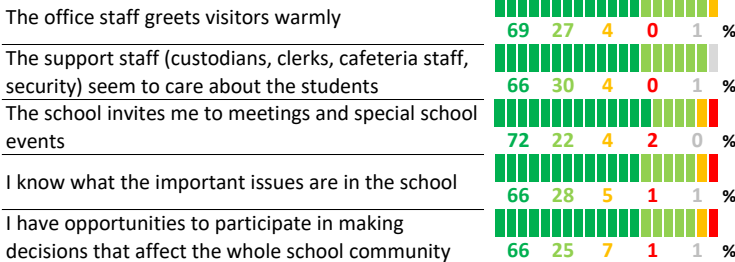 The office staff greets visitors warmly
69 27 4 0 1 %
The support staff (custodians, clerks, cafeteria staff,
security) seem to care about the students
66 30 4 0 1 %
The school invites me to meetings and special school
events
72 22 4 2 0 %
I know what the important issues are in the school
66 28 5 1 1 %
I have opportunities to participate in making
decisions that affect the whole school community
66 25 7 1 1 %